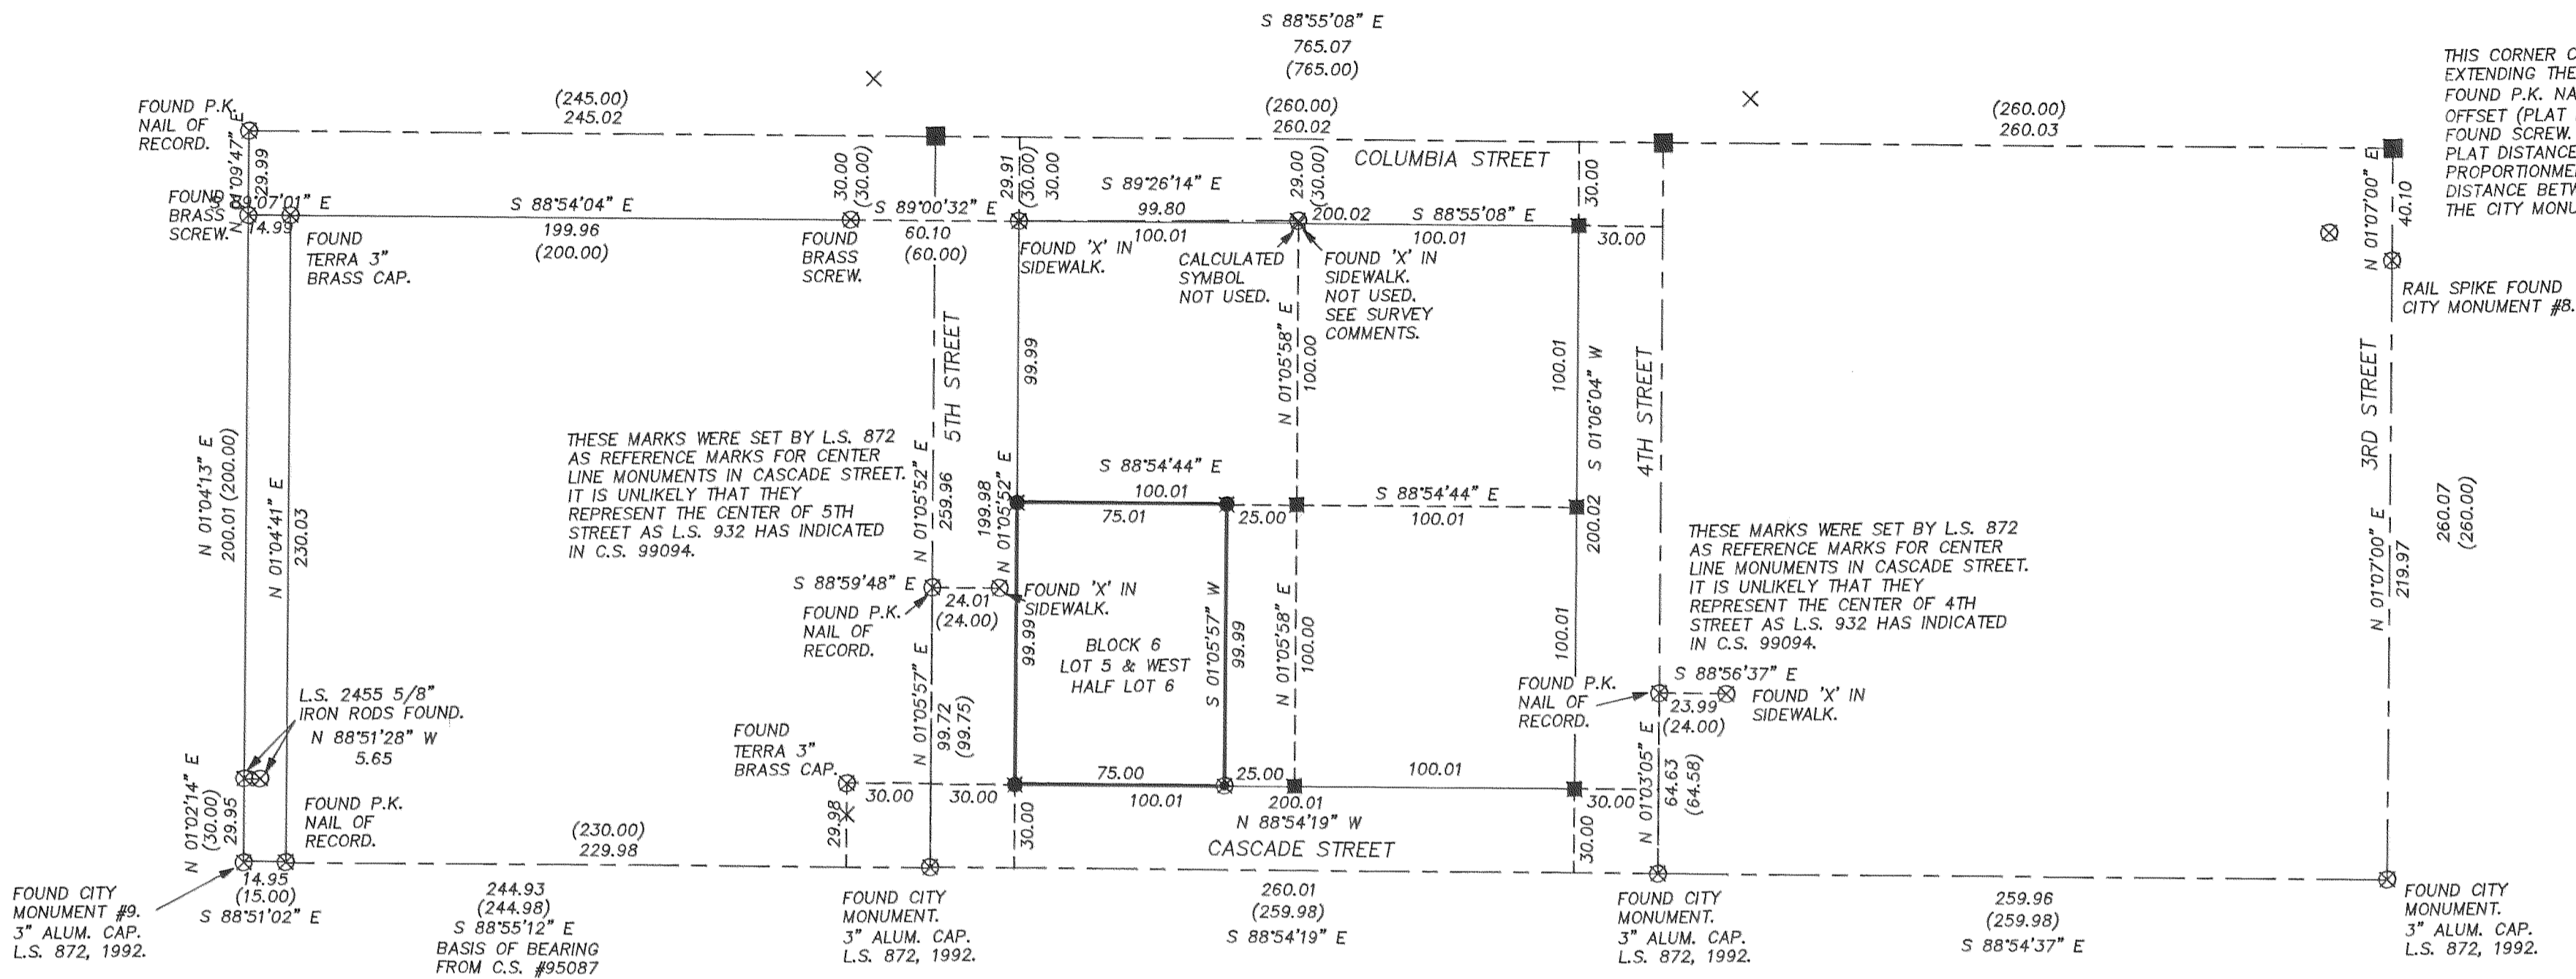 S 88°55'08" E
765.07
(765.00)
(245.00)
245.02
(260.00)
260.02
(260.00)
260.03
THIS CORNER C
EXTENDING THE
FOUND P.K. NA
OFFSET (PLAT
FOUND SCREW.
PLAT DISTANCE
PROPORTIONME
DISTANCE BETW
THE CITY MONU
FOUND P.K.
NAIL OF
RECORD.
N 01°09'47" E
29.99
COLUMBIA STREET
30.00
(30.00)
29.91
(30.00)
30.00
29.00
(30.00)
30.00
N 01°07'00" E
40.10
FOUND
BRASS
SCREW.
14.99
FOUND
TERRA 3"
BRASS CAP.
S 88°54'04" E
199.96
(200.00)
FOUND
BRASS
SCREW.
S 89°00'32" E
60.10
(60.00)
S 89°26'14" E
99.80
100.01
200.02
S 88°55'08" E
100.01
30.00
FOUND 'X' IN
SIDEWALK.
CALCULATED
SYMBOL
NOT USED.
FOUND 'X' IN
SIDEWALK.
NOT USED.
SEE SURVEY
COMMENTS.
RAIL SPIKE FOUND
CITY MONUMENT #8.
N 01°04'13" E
200.01 (200.00)
N 01°04'41" E
230.03
THESE MARKS WERE SET BY L.S. 872
AS REFERENCE MARKS FOR CENTER
LINE MONUMENTS IN CASCADE STREET.
IT IS UNLIKELY THAT THEY
REPRESENT THE CENTER OF 5TH
STREET AS L.S. 932 HAS INDICATED
IN C.S. 99094.
5TH STREET
N 01°05'52" E
259.96
199.98
N 01°05'52" E
99.99
N 01°05'58" E
100.00
100.01
S 01°06'04" W
200.02
4TH STREET
3RD STREET
260.07
(260.00)
N 01°07'00" E
219.97
S 88°54'44" E
100.01
75.01
25.00
S 88°54'44" E
100.01
THESE MARKS WERE SET BY L.S. 872
AS REFERENCE MARKS FOR CENTER
LINE MONUMENTS IN CASCADE STREET.
IT IS UNLIKELY THAT THEY
REPRESENT THE CENTER OF 4TH
STREET AS L.S. 932 HAS INDICATED
IN C.S. 99094.
S 88°59'48" E
24.01
(24.00)
FOUND 'X' IN
SIDEWALK.
FOUND P.K.
NAIL OF
RECORD.
99.99
BLOCK 6
LOT 5 & WEST
HALF LOT 6
S 01°05'57" W
99.99
N 01°05'58" E
100.00
100.01
FOUND P.K.
NAIL OF
RECORD.
S 88°56'37" E
23.99
(24.00)
FOUND 'X' IN
SIDEWALK.
L.S. 2455 5/8"
IRON RODS FOUND.
N 88°51'28" W
5.65
N 01°02'14" E
(30.00)
29.95
FOUND P.K.
NAIL OF
RECORD.
FOUND
TERRA 3"
BRASS CAP.
N 01°05'57" E
99.72
(99.75)
N 01°03'05" E
64.63
(64.58)
30.00
30.00
75.00
100.01
25.00
200.01
N 88°54'19" W
100.01
30.00
29.98
30.00
30.00
(230.00)
229.98
CASCADE STREET
FOUND CITY
MONUMENT #9.
3" ALUM. CAP.
L.S. 872, 1992.
14.95
(15.00)
S 88°51'02" E
244.93
(244.98)
S 88°55'12" E
BASIS OF BEARING
FROM C.S. #95087
FOUND CITY
MONUMENT.
3" ALUM. CAP.
L.S. 872, 1992.
260.01
(259.98)
S 88°54'19" E
FOUND CITY
MONUMENT.
3" ALUM. CAP.
L.S. 872, 1992.
259.96
(259.98)
S 88°54'37" E
FOUND CITY
MONUMENT.
3" ALUM. CAP.
L.S. 872, 1992.